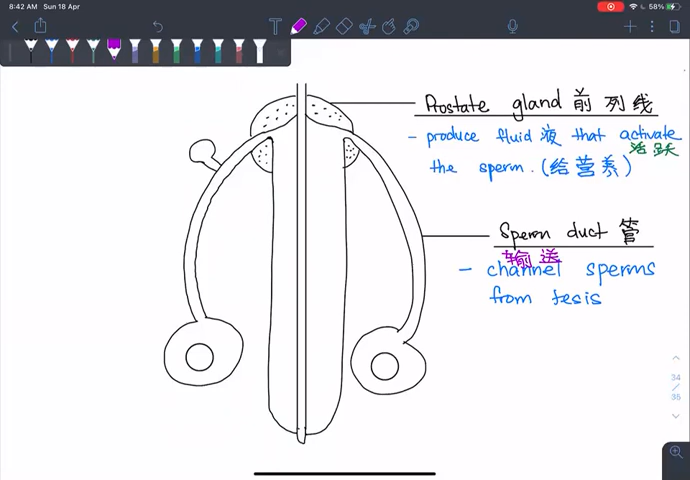 8:42 AM Sun 18 Apr
58%
Prostate gland 前列线
- produce fluid 液 that activate
活跃
the sperm. (给营养)
Sperm duct 管
输送
- channel sperms
from tesis
34
/
35